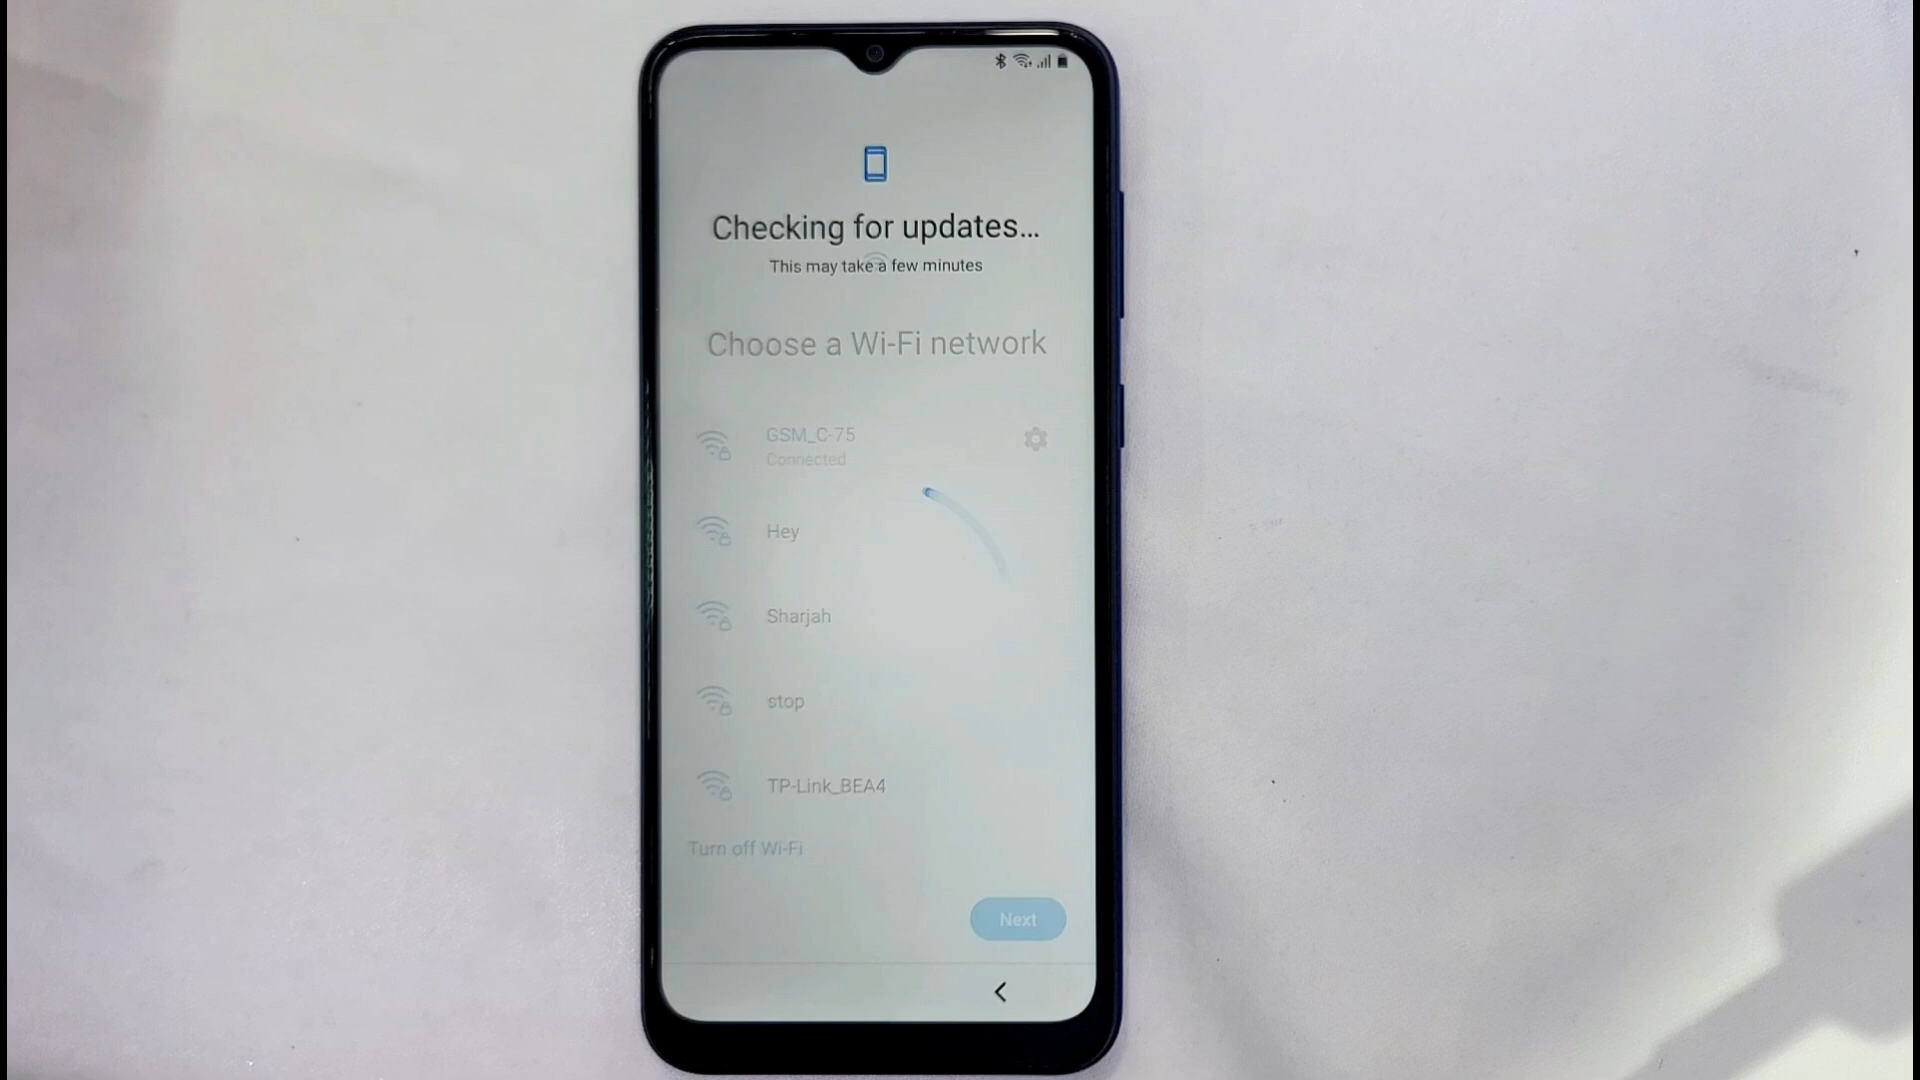 Checking for updates...
This may take a few minutes
Choose a Wi-Fi network
GSM_C-75
Connected
Hey
Sharjah
stop
TP-Link_BEA4
Turn off Wi-Fi
Next